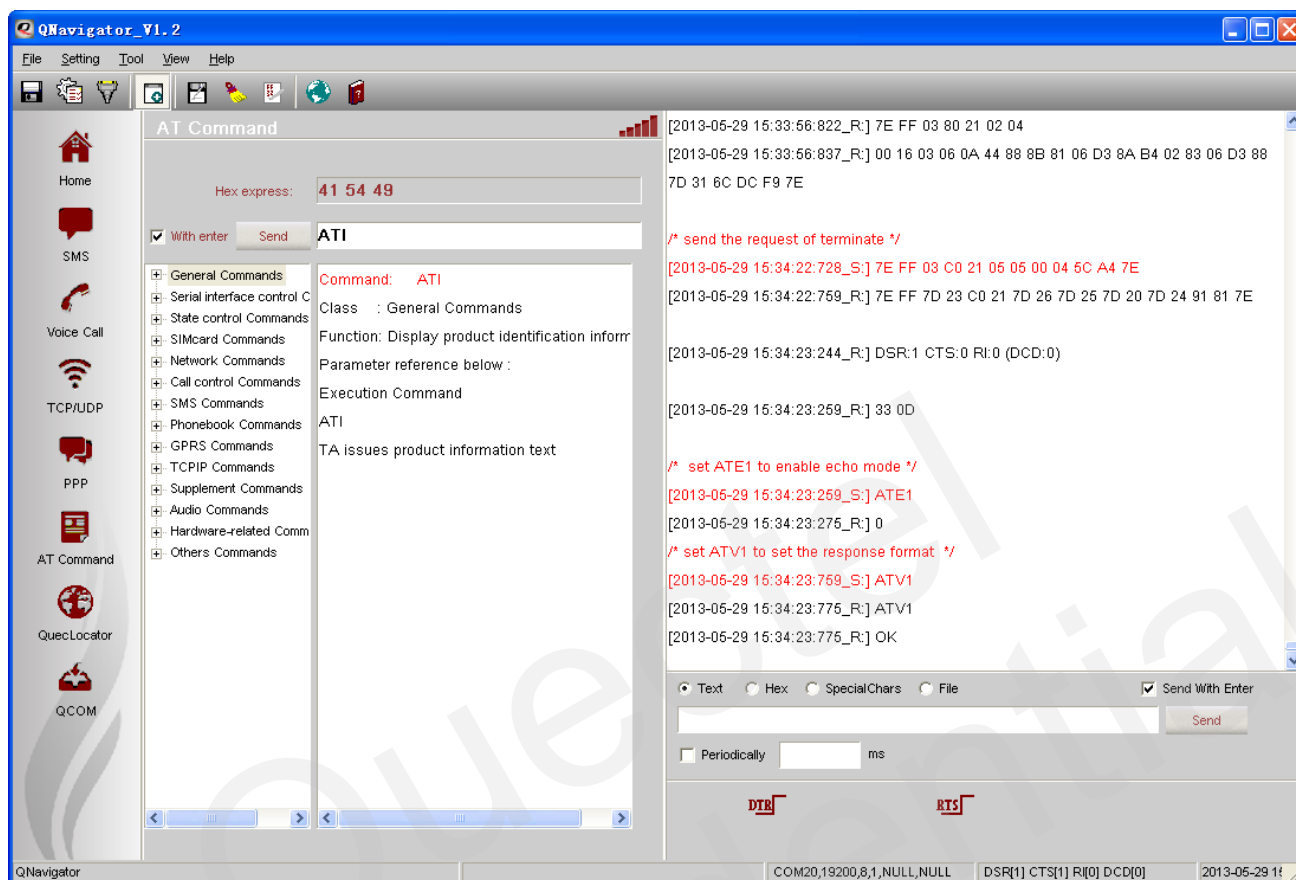 QNavigator_V1.2
File Setting Tool View Help
Home
SMS
Voice Call
TCP/UDP
PPP
AT Command
QuecLocator
QCOM
AT Command
Hex express: 41 54 49
With enter Send ATI
General Commands
Serial interface control C
State control Commands
SIMcard Commands
Network Commands
Call control Commands
SMS Commands
Phonebook Commands
GPRS Commands
TCPIP Commands
Supplement Commands
Audio Commands
Hardware-related Comm
Others Commands
Command: ATI
Class : General Commands
Function: Display product identification inform
Parameter reference below :
Execution Command
ATI
TA issues product information text
[2013-05-29 15:33:56:822_R:] 7E FF 03 80 21 02 04
[2013-05-29 15:33:56:837_R:] 00 16 03 06 0A 44 88 8B 81 06 D3 8A B4 02 83 06 D3 88
7D 31 6C DC F9 7E
/* send the request of terminate */
[2013-05-29 15:34:22:728_S:] 7E FF 03 C0 21 05 05 00 04 5C A4 7E
[2013-05-29 15:34:22:759_R:] 7E FF 7D 23 C0 21 7D 26 7D 25 7D 20 7D 24 91 81 7E
[2013-05-29 15:34:23:244_R:] DSR:1 CTS:0 RI:0 (DCD:0)
[2013-05-29 15:34:23:259_R:] 33 0D
/* set ATE1 to enable echo mode */
[2013-05-29 15:34:23:259_S:] ATE1
[2013-05-29 15:34:23:275_R:] 0
/* set ATV1 to set the response format */
[2013-05-29 15:34:23:759_S:] ATV1
[2013-05-29 15:34:23:775_R:] ATV1
[2013-05-29 15:34:23:775_R:] OK
Text Hex SpecialChars File Send With Enter
Send
Periodically ms
DTR RTS
QNavigator COM20,19200,8,1,NULL,NULL DSR[1] CTS[1] RI[0] DCD[0] 2013-05-29
Quectel